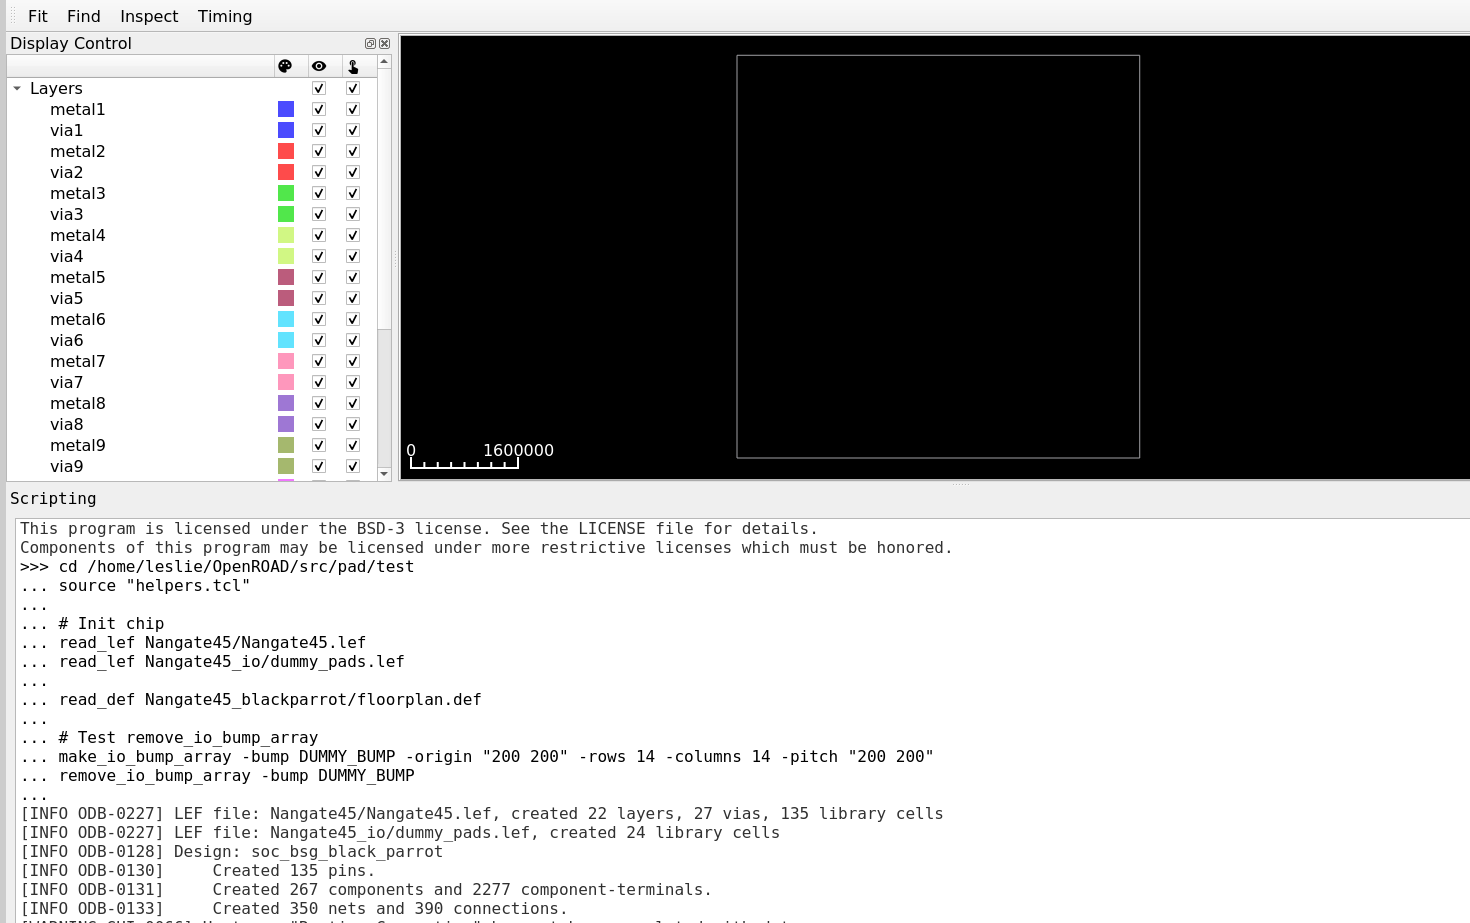 Fit Find Inspect Timing
Display Control
Layers
metal1
via1
metal2
via2
metal3
via3
metal4
via4
metal5
via5
metal6
via6
metal7
via7
metal8
via8
metal9
via9
0 1600000
Scripting
This program is licensed under the BSD-3 license. See the LICENSE file for details.
Components of this program may be licensed under more restrictive licenses which must be honored.
>>> cd /home/leslie/OpenROAD/src/pad/test
... source "helpers.tcl"
...
... # Init chip
... read_lef Nangate45/Nangate45.lef
... read_lef Nangate45_io/dummy_pads.lef
...
... read_def Nangate45_blackparrot/floorplan.def
...
... # Test remove_io_bump_array
... make_io_bump_array -bump DUMMY_BUMP -origin "200 200" -rows 14 -columns 14 -pitch "200 200"
... remove_io_bump_array -bump DUMMY_BUMP
...
[INFO ODB-0227] LEF file: Nangate45/Nangate45.lef, created 22 layers, 27 vias, 135 library cells
[INFO ODB-0227] LEF file: Nangate45_io/dummy_pads.lef, created 24 library cells
[INFO ODB-0128] Design: soc_bsg_black_parrot
[INFO ODB-0130]     Created 135 pins.
[INFO ODB-0131]     Created 267 components and 2277 component-terminals.
[INFO ODB-0133]     Created 350 nets and 390 connections.